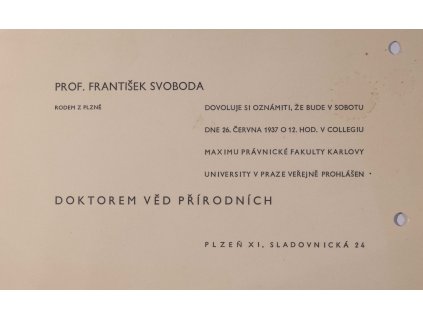 PROF. FRANTIŠEK SVOBODA
RODEM Z PLZNĚ
DOVOLUJE SI OZNÁMITI, ŽE BUDE V SOBOTU
DNE 26. ČERVNA 1937 O 12. HOD. V COLLEGIU
MAXIMU PRÁVNICKÉ FAKULTY KARLOVY
UNIVERSITY V PRAZE VEŘEJNĚ PROHLÁŠEN
DOKTOREM VĚD PŘÍRODNÍCH
PLZEŇ XI, SLADOVNICKÁ 24